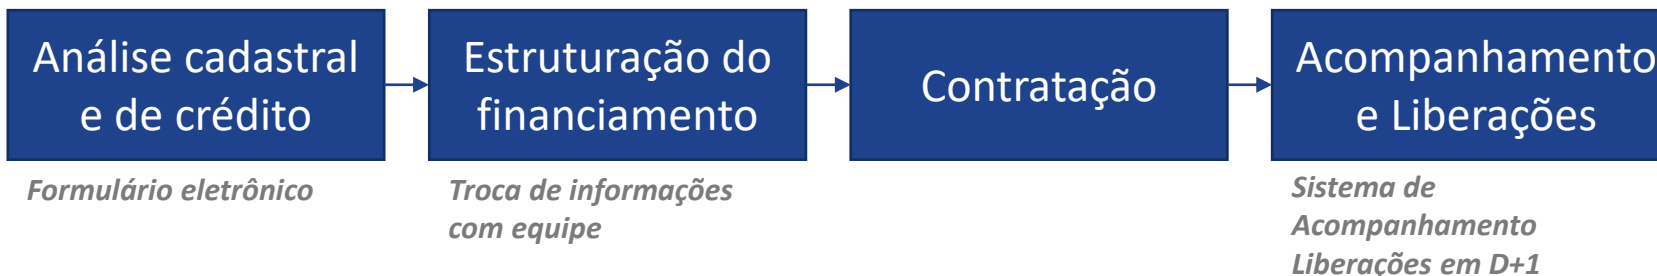 Análise cadastral
e de crédito
Formulário eletrônico
Estruturação do
financiamento
Troca de informações
com equipe
Contratação
Acompanhamento
e Liberações
Sistema de
Acompanhamento
Liberações em D+1